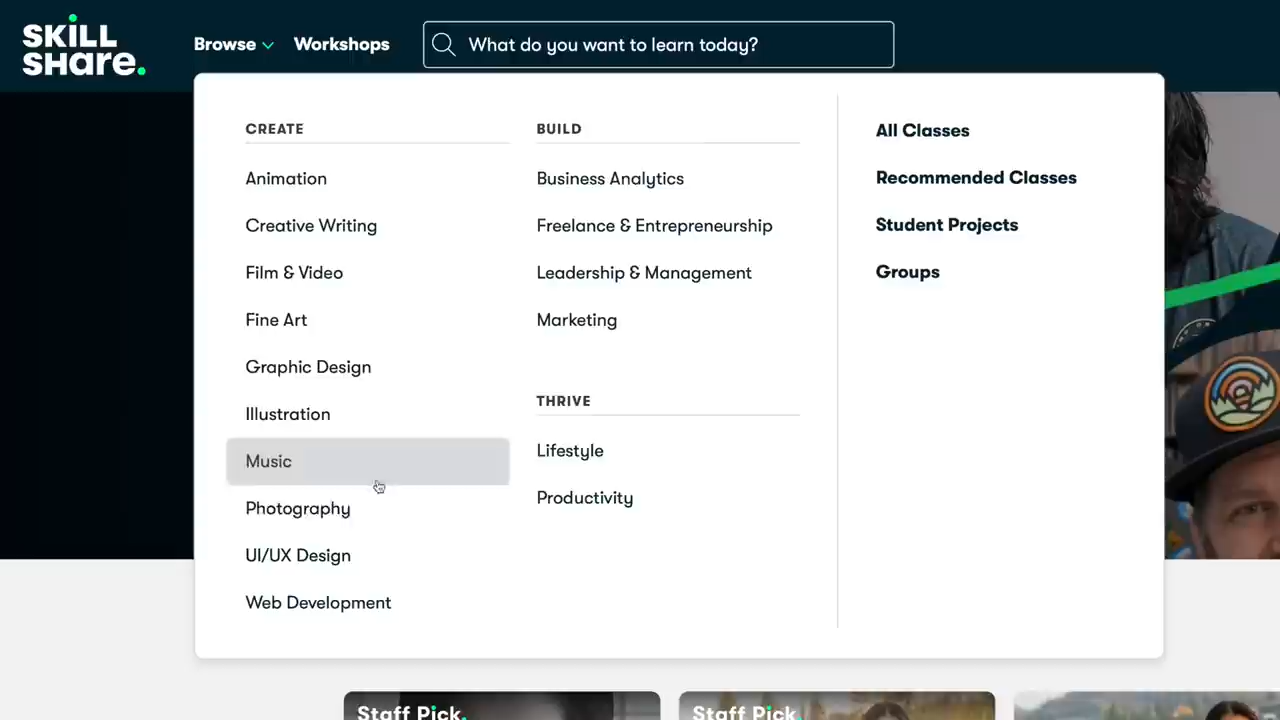 SKILL
SHARE.
Browse
Workshops
What do you want to learn today?
CREATE
Animation
Creative Writing
Film & Video
Fine Art
Graphic Design
Illustration
Music
Photography
UI/UX Design
Web Development
BUILD
Business Analytics
Freelance & Entrepreneurship
Leadership & Management
Marketing
THRIVE
Lifestyle
Productivity
All Classes
Recommended Classes
Student Projects
Groups
Staff Pick.
Staff Pick.